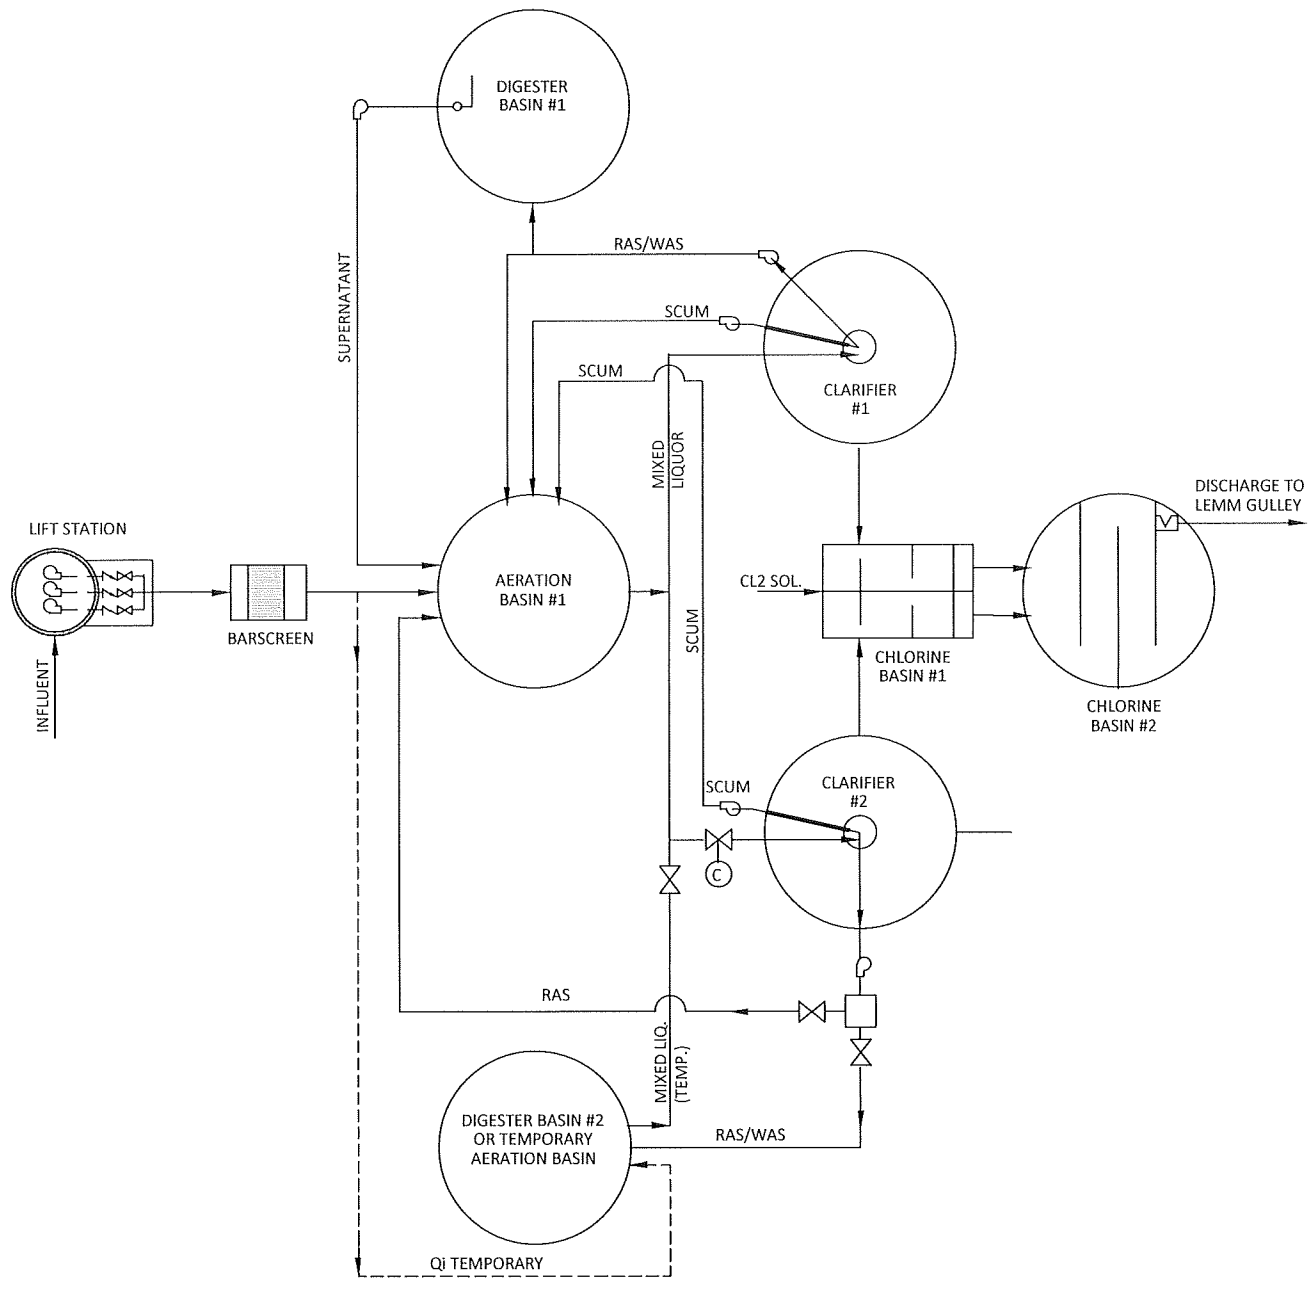 DIGESTER
BASIN #1
RAS/WAS
SUPERNATANT
SCUM
SCUM
CLARIFIER
#1
MIXED
LIQUOR
DISCHARGE TO
LEMM GULLEY
LIFT STATION
AERATION
BASIN #1
CL2 SOL.
BARSCREEN
SCUM
CHLORINE
BASIN #1
INFLUENT
CHLORINE
BASIN #2
SCUM
CLARIFIER
#2
C
RAS
MIXED LIQ.
(TEMP.)
DIGESTER BASIN #2
OR TEMPORARY
AERATION BASIN
RAS/WAS
Qi TEMPORARY